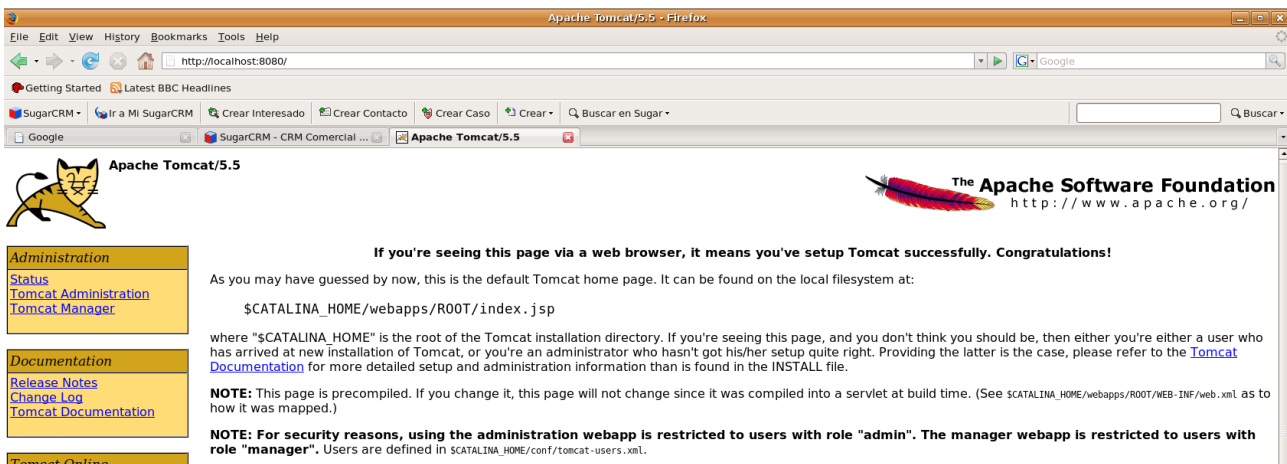 Apache Tomcat/5.5 - Firefox
File Edit View History Bookmarks Tools Help
http://localhost:8080/
G Google
Getting Started Latest BBC Headlines
SugarCRM Ir a Mi SugarCRM Crear Interesado Crear Contacto Crear Caso Crear Buscar en Sugar Buscar
Google SugarCRM - CRM Comercial ... Apache Tomcat/5.5
Apache Tomcat/5.5
The Apache Software Foundation
http://www.apache.org/
Administration
Status
Tomcat Administration
Tomcat Manager
Documentation
Release Notes
Change Log
Tomcat Documentation
Tomcat Online
If you're seeing this page via a web browser, it means you've setup Tomcat successfully. Congratulations!
As you may have guessed by now, this is the default Tomcat home page. It can be found on the local filesystem at:
$CATALINA_HOME/webapps/ROOT/index.jsp
where "$CATALINA_HOME" is the root of the Tomcat installation directory. If you're seeing this page, and you don't think you should be, then either you're either a user who
has arrived at new installation of Tomcat, or you're an administrator who hasn't got his/her setup quite right. Providing the latter is the case, please refer to the Tomcat
Documentation for more detailed setup and administration information than is found in the INSTALL file.
NOTE: This page is precompiled. If you change it, this page will not change since it was compiled into a servlet at build time. (See $CATALINA_HOME/webapps/ROOT/WEB-INF/web.xml as to
how it was mapped.)
NOTE: For security reasons, using the administration webapp is restricted to users with role "admin". The manager webapp is restricted to users with
role "manager". Users are defined in $CATALINA_HOME/conf/tomcat-users.xml.